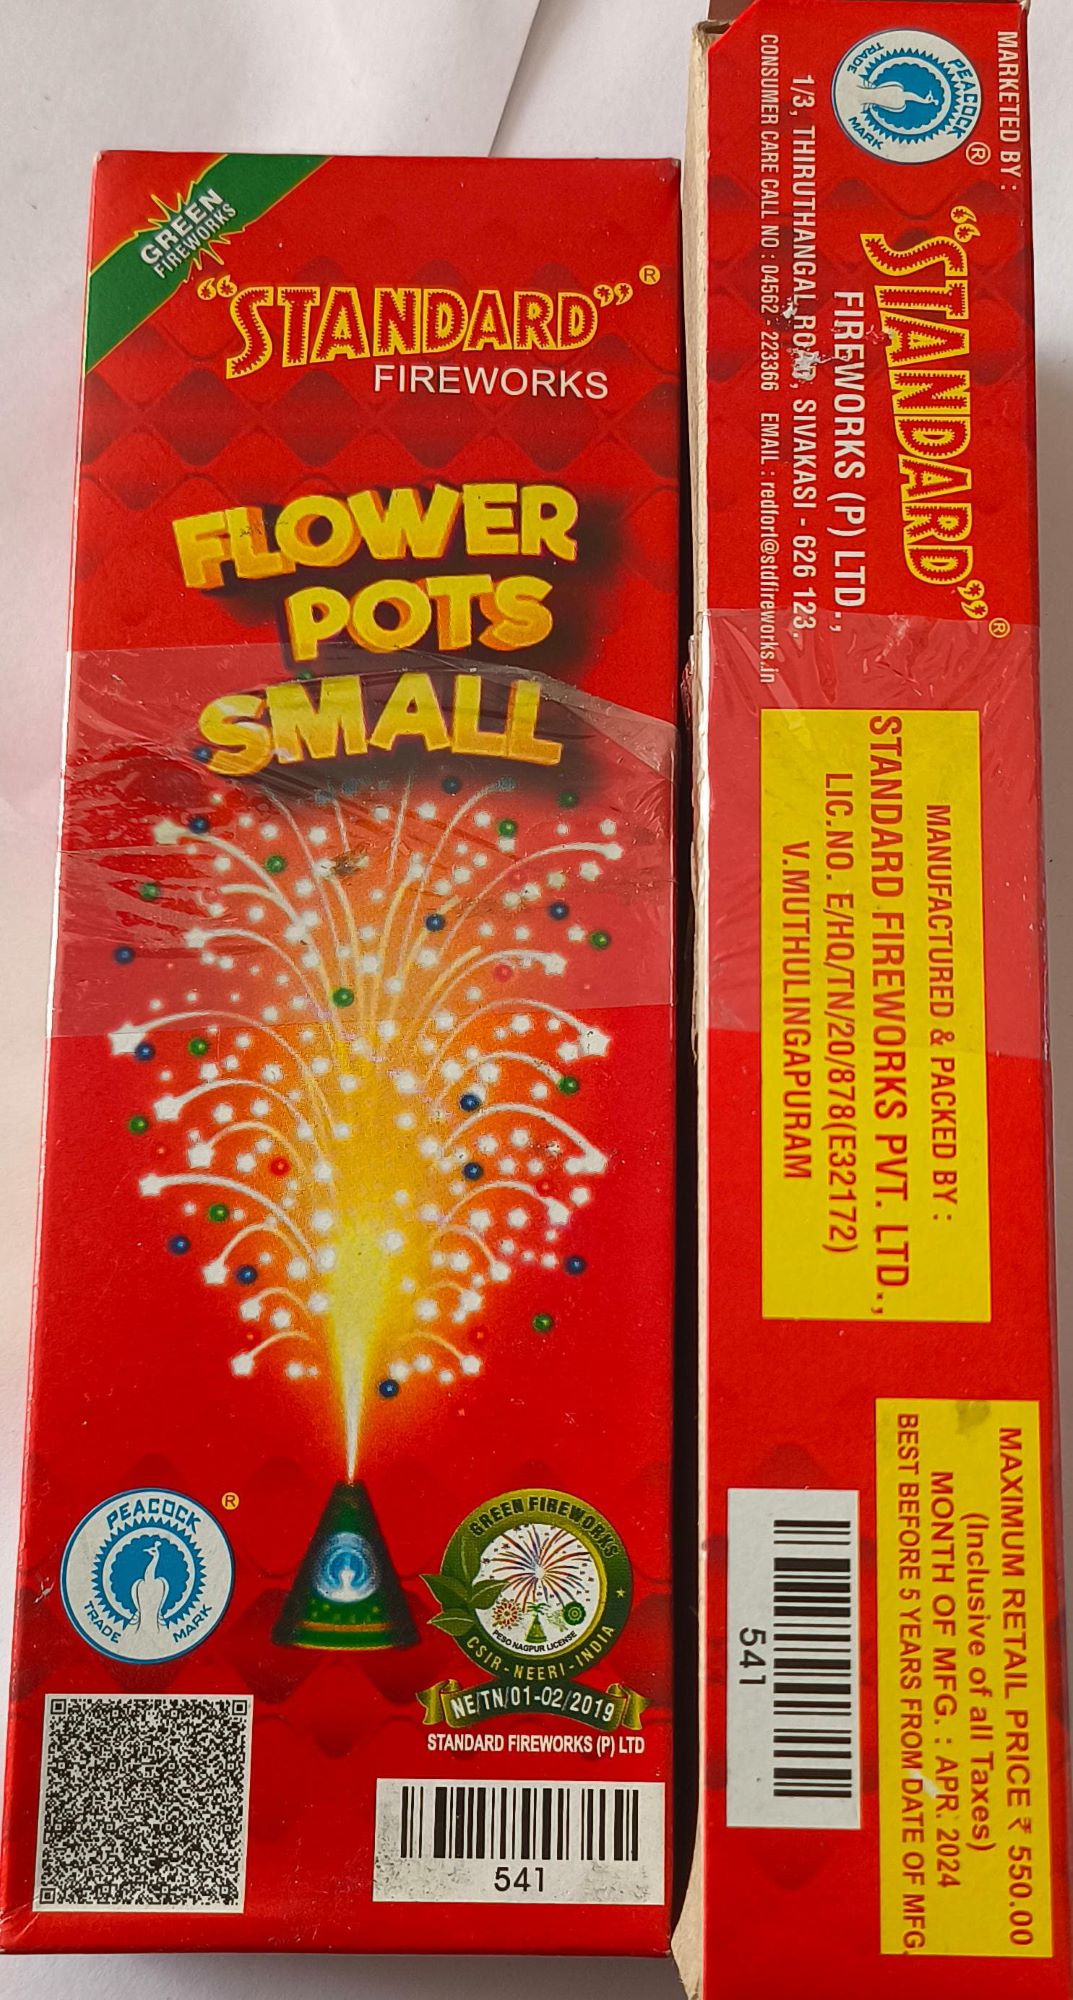 GREEN
FIREWORKS
“STANDARD”®
FIREWORKS
FLOWER
POTS
SMALL
PEACOCK ®
TRADE MARK
GREEN FIREWORKS
PESO NAGPUR LICENSE
CSIR-NEERI-INDIA
NE/TN/01-02/2019
STANDARD FIREWORKS (P) LTD
541
MARKETED BY :
PEACOCK ®
TRADE MARK
“STANDARD”®
FIREWORKS (P) LTD.,
1/3, THIRUTHANGAL ROAD, SIVAKASI - 626 123.
CONSUMER CARE CALL NO : 04562 - 223366 EMAIL : redfort@stdfireworks.in
MANUFACTURED & PACKED BY :
STANDARD FIREWORKS PVT. LTD.,
LIC.NO. E/HQ/TN/20/878(E32172)
V.MUTHULINGAPURAM
MAXIMUM RETAIL PRICE ₹ 550.00
(Inclusive of all Taxes)
MONTH OF MFG. : APR. 2024
BEST BEFORE 5 YEARS FROM DATE OF MFG.
541